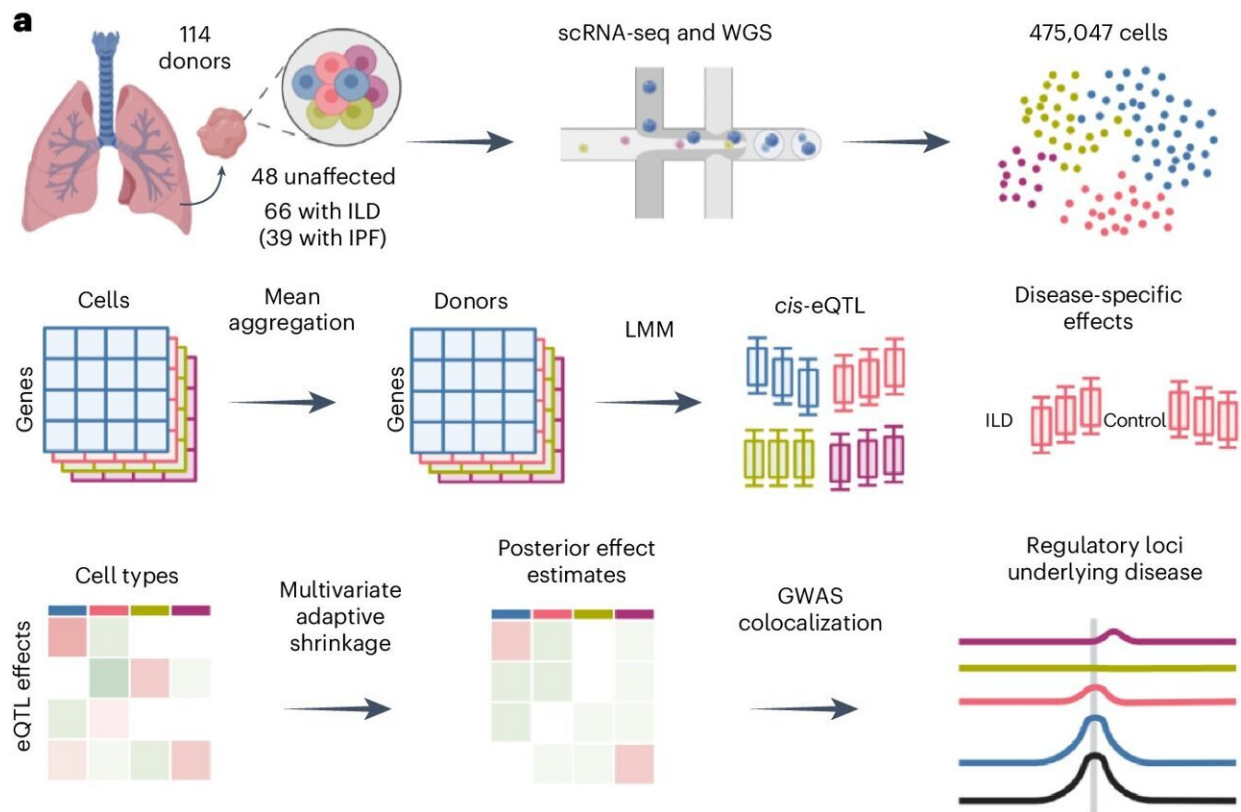 a
114
donors
48 unaffected
66 with ILD
(39 with IPF)
scRNA-seq and WGS
475,047 cells
Cells
Genes
Mean
aggregation
Donors
Genes
LMM
cis-eQTL
Disease-specific
effects
ILD
Control
Cell types
eQTL effects
Multivariate
adaptive
shrinkage
Posterior effect
estimates
GWAS
colocalization
Regulatory loci
underlying disease